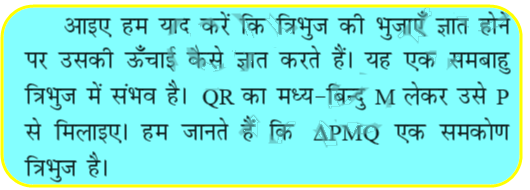 आइए हम याद करें कि त्रिभुज की भुजाएँ ज्ञात होने
पर उसकी ऊँचाई कैसे ज्ञात करते हैं। यह एक समबाहु
त्रिभुज में संभव है। QR का मध्य-बिन्दु M लेकर उसे P
से मिलाइए। हम जानते हैं कि ΔPMQ एक समकोण
त्रिभुज है।